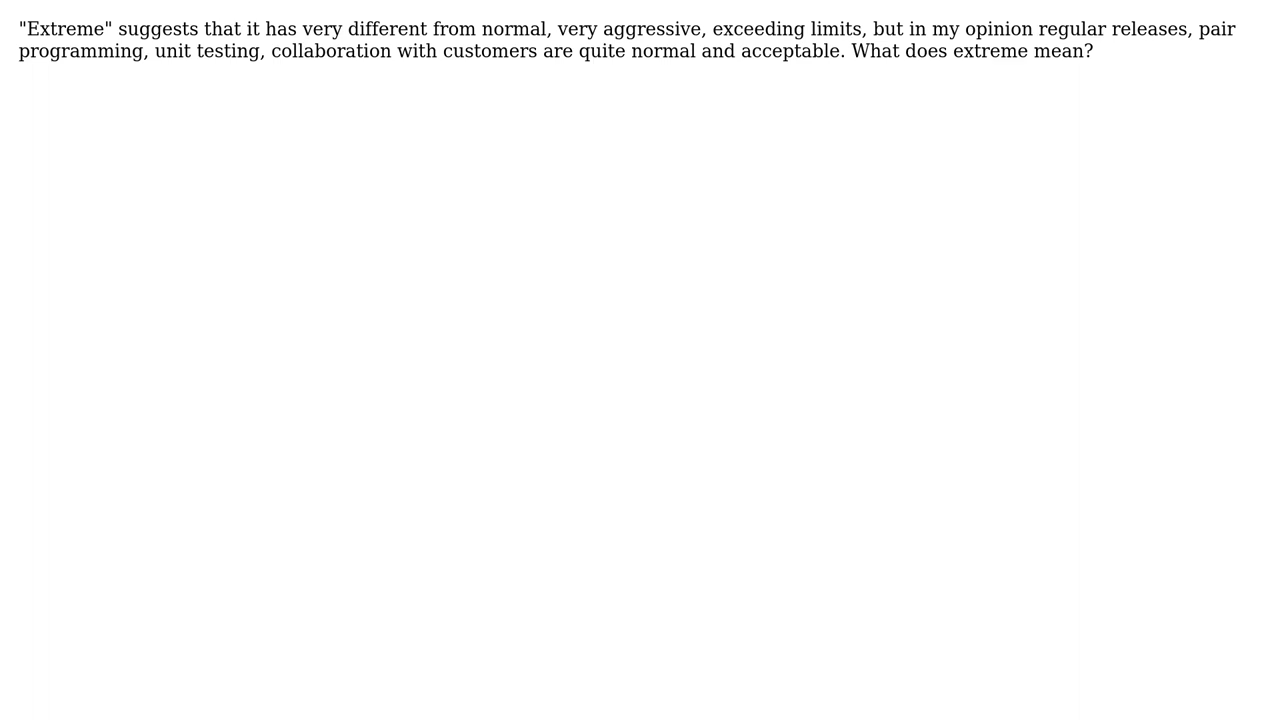 "Extreme" suggests that it has very different from normal, very aggressive, exceeding limits, but in my opinion regular releases, pair
programming, unit testing, collaboration with customers are quite normal and acceptable. What does extreme mean?